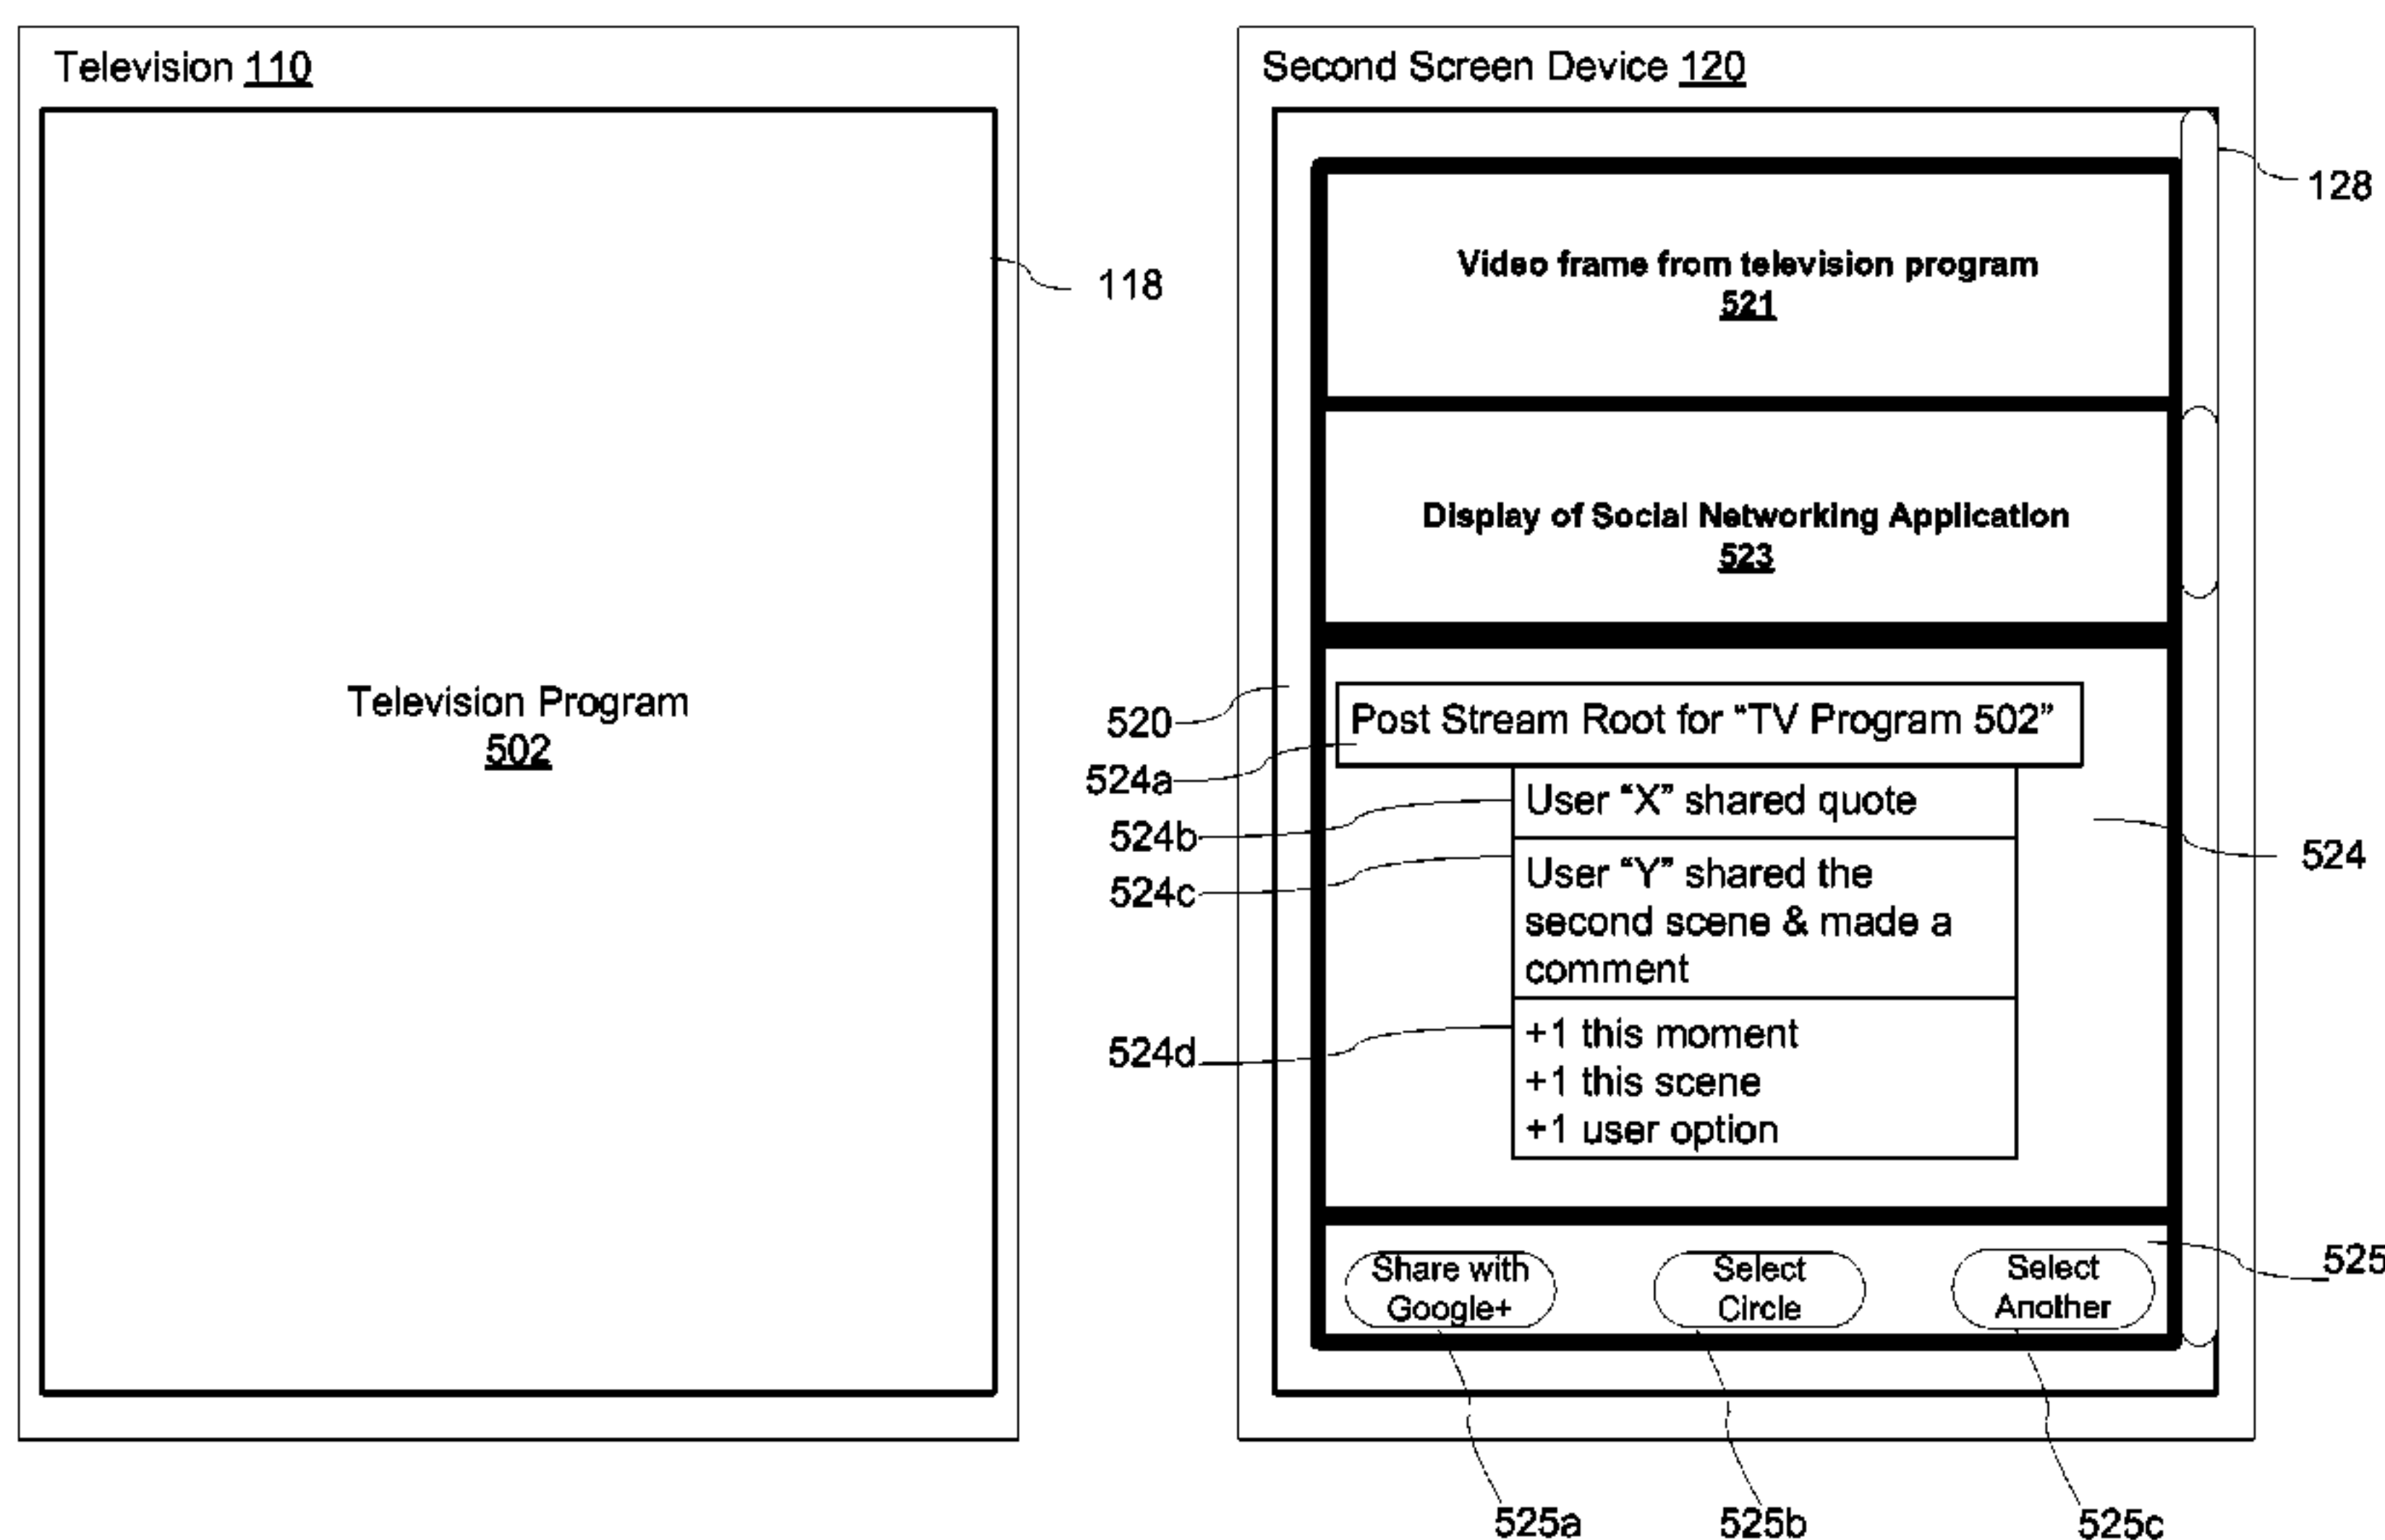 Television 110
118
Television Program
502
Second Screen Device 120
128
Video frame from television program
521
Display of Social Networking Application
523
520
524a
524b
524c
524d
Post Stream Root for “TV Program 502”
User “X” shared quote
User “Y” shared the
second scene & made a
comment
+1 this moment
+1 this scene
+1 user option
524
Share with
Google+
Select
Circle
Select
Another
525
525a
525b
525c